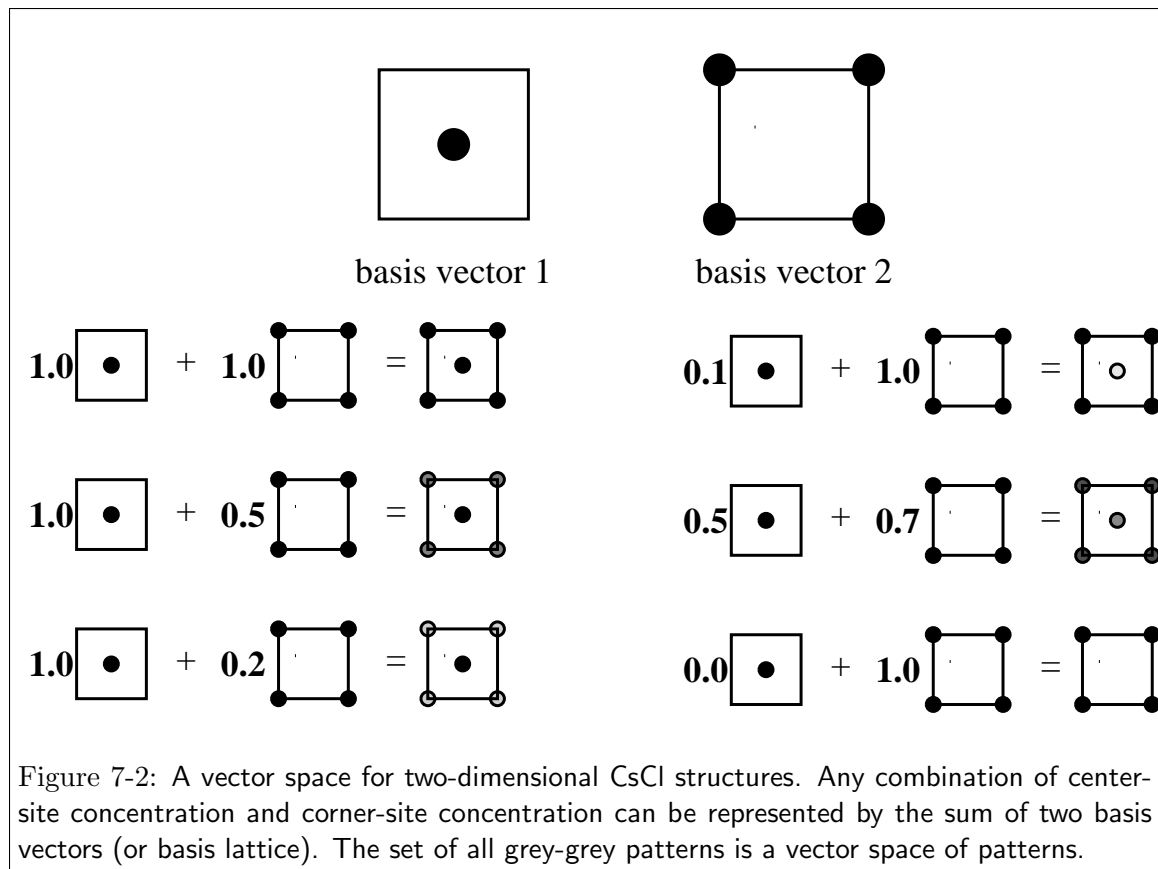 basis vector 1 basis vector 2
1.0 + 1.0 = 0.1 + 1.0 =
1.0 + 0.5 = 0.5 + 0.7 =
1.0 + 0.2 = 0.0 + 1.0 =
Figure 7-2: A vector space for two-dimensional CsCl structures. Any combination of center-
site concentration and corner-site concentration can be represented by the sum of two basis
vectors (or basis lattice). The set of all grey-grey patterns is a vector space of patterns.